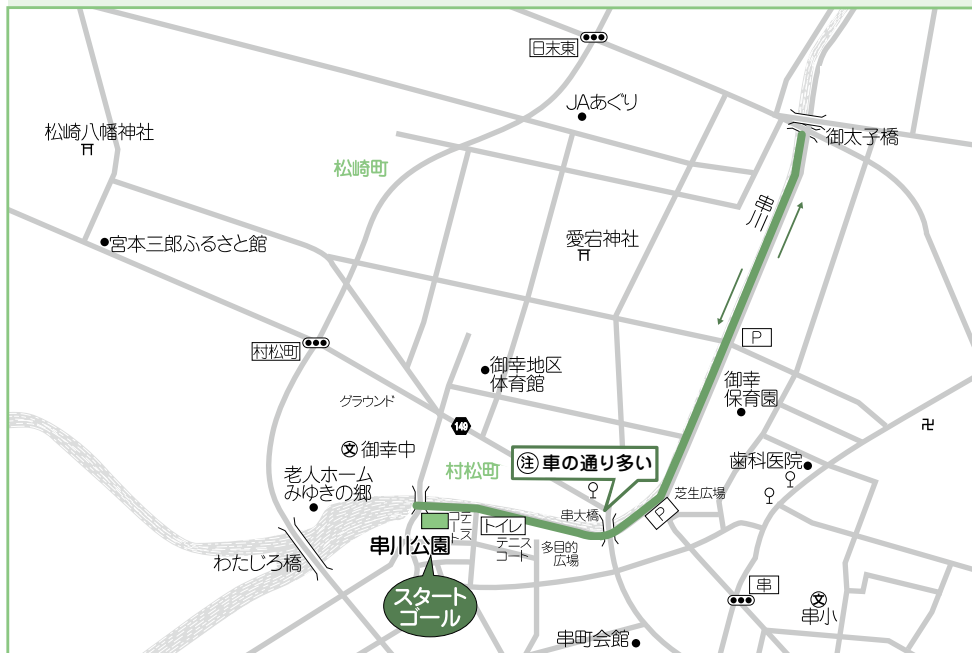 日末東
JAあぐり
松崎八幡神社
御太子橋
松崎町
串川
愛宕神社
宮本三郎ふるさと館
P
村松町
御幸地区
体育館
御幸
保育園
グラウンド
149
文 御幸中
村松町
注 車の通り多い
歯科医院
老人ホーム
みゆきの郷
芝生広場
P
串大橋
テニス
コート
トイレ
テニス
コート
多目的
広場
串川公園
わたじろ橋
スタート
ゴール
串
文
串小
串町会館